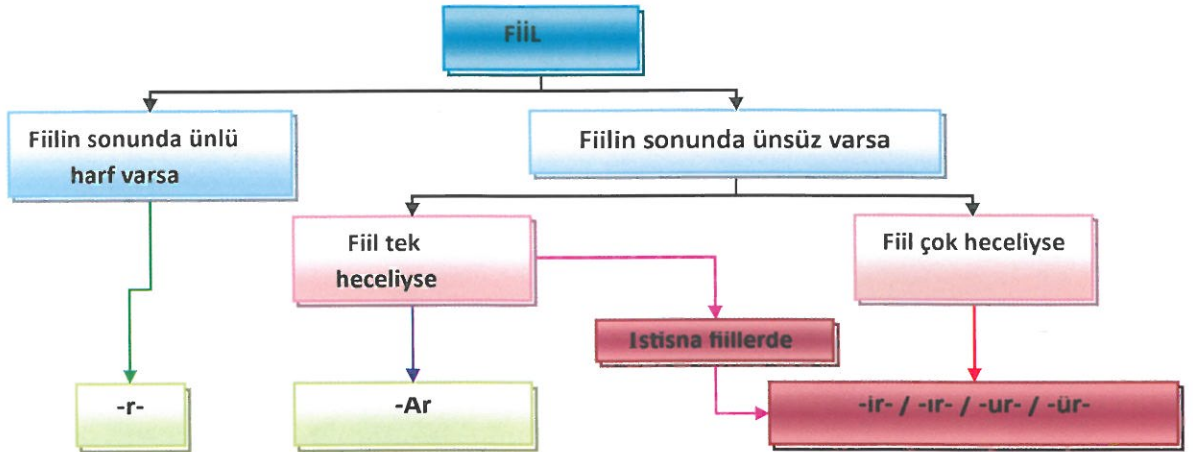 FİİL
Fiilin sonunda ünlü
harf varsa
Fiilin sonunda ünsüz varsa
Fiil tek
heceliyse
Fiil çok heceliyse
Istisna fiillerde
-r-
-Ar
-ir- / -ır- / -ur- / -ür-